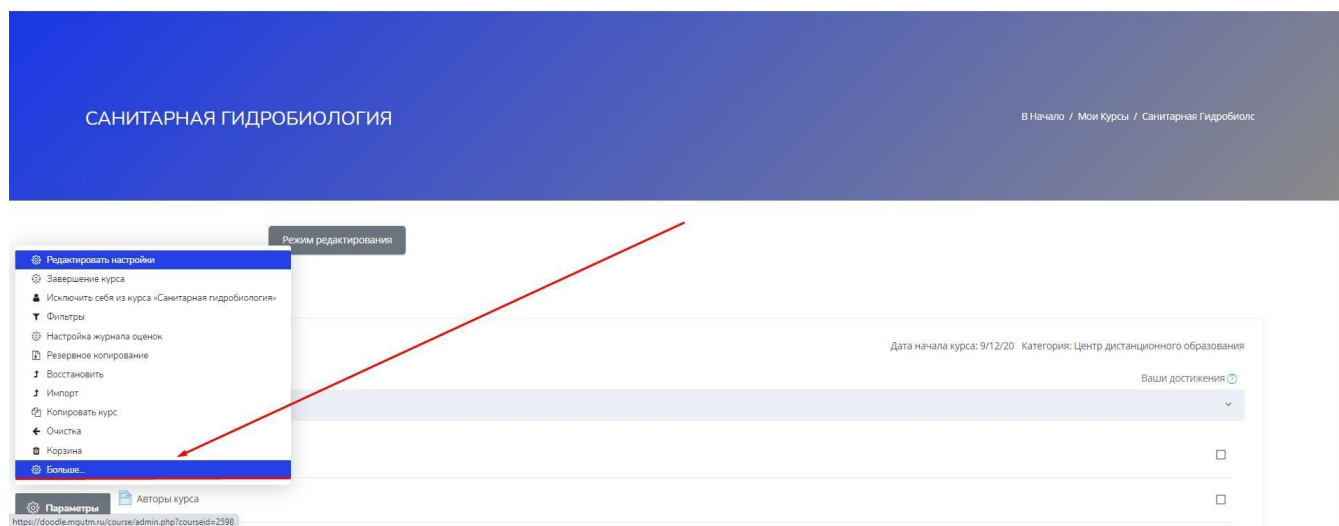 САНИТАРНАЯ ГИДРОБИОЛОГИЯ
В Начало / Мои Курсы / Санитарная Гидробиолс
Режим редактирования
Редактировать настройки
Завершение курса
Исключить себя из курса «Санитарная гидробиология»
Фильтры
Настройка журнала оценок
Резервное копирование
Восстановить
Импорт
Копировать курс
Очистка
Корзина
Больше...
Дата начала курса: 9/12/20 Категория: Центр дистанционного образования
Ваши достижения
Авторы курса
Параметры
https://doodle.mgutm.ru/course/admin.php?courseid=2598